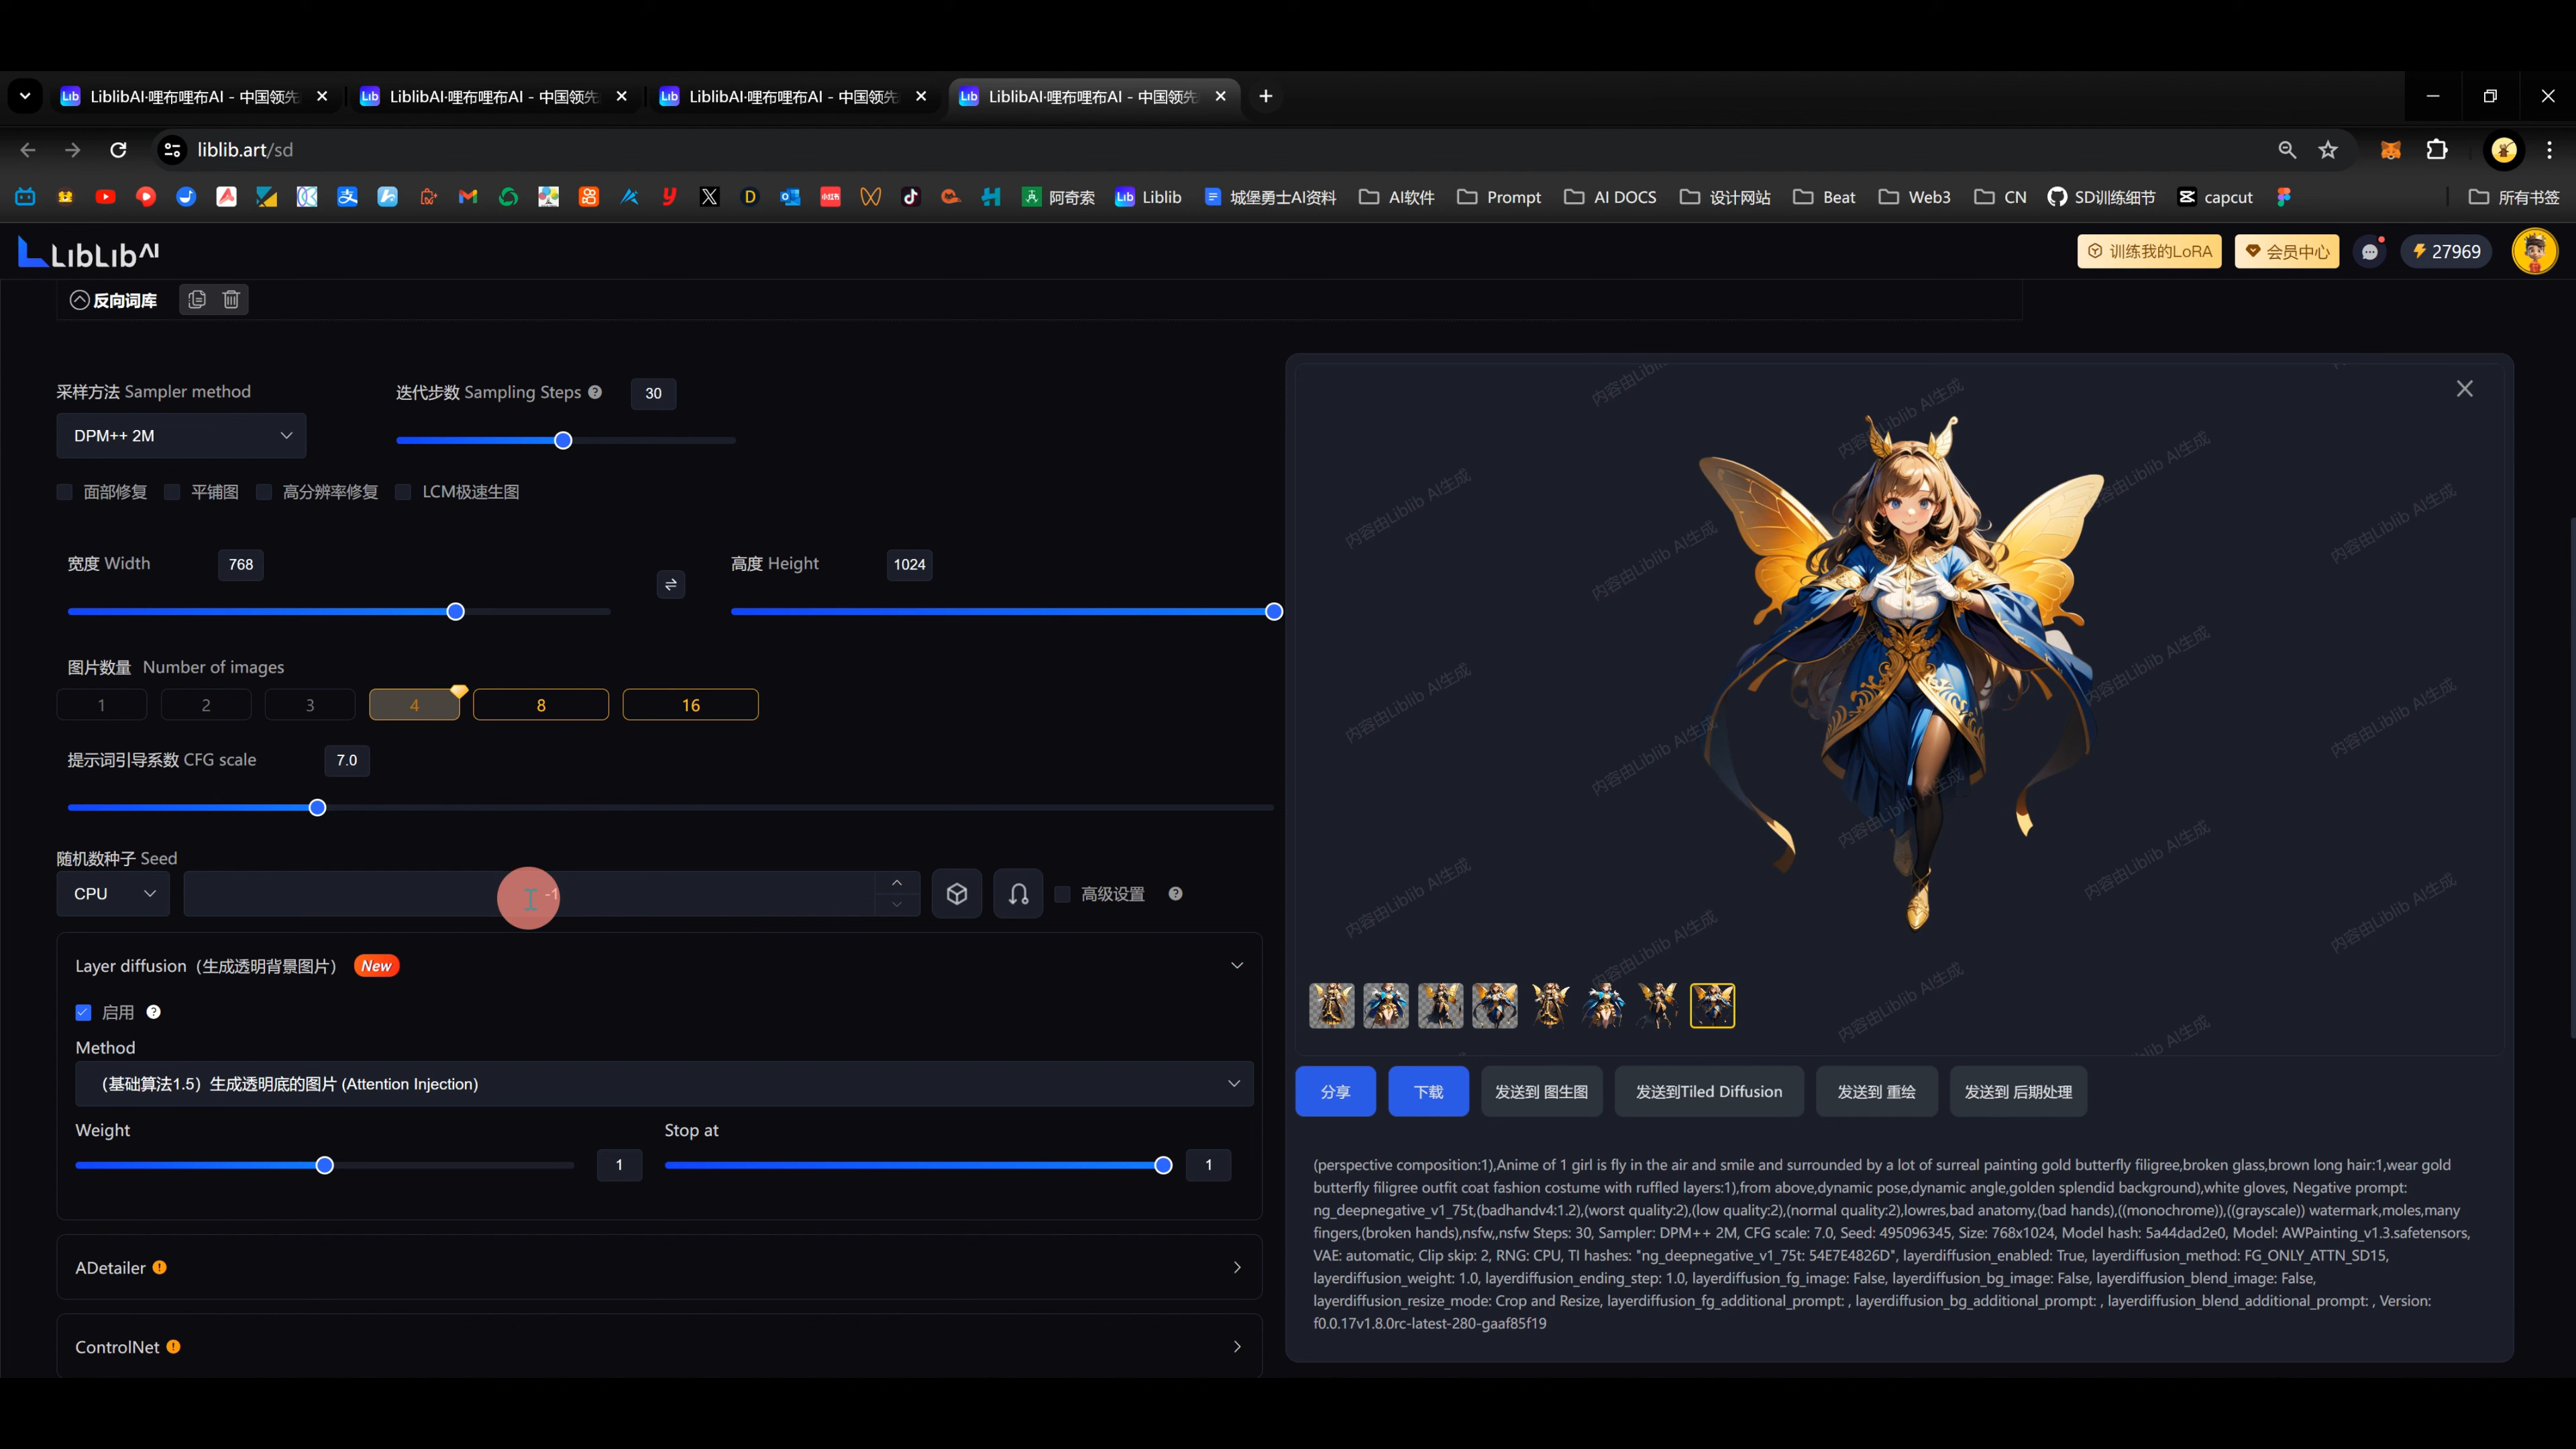 LiblibAI·哩布哩布AI - 中国领先
LiblibAI·哩布哩布AI - 中国领先
LiblibAI·哩布哩布AI - 中国领先
LiblibAI·哩布哩布AI - 中国领先
liblib.art/sd
阿奇索
Liblib
城堡勇士AI资料
AI软件
Prompt
AI DOCS
设计网站
Beat
Web3
CN
SD训练细节
capcut
所有书签
LibLib AI
训练我的LoRA
会员中心
27969
反向词库
采样方法 Sampler method
迭代步数 Sampling Steps 30
DPM++ 2M
面部修复 平铺图 高分辨率修复 LCM极速生图
宽度 Width 768
高度 Height 1024
图片数量 Number of images
1 2 3 4 8 16
提示词引导系数 CFG scale 7.0
随机数种子 Seed
CPU
-1
高级设置
Layer diffusion（生成透明背景图片） New
启用
Method
（基础算法1.5）生成透明底的图片 (Attention Injection)
Weight 1
Stop at 1
ADetailer
ControlNet
内容由Liblib AI生成
分享 下载 发送到 图生图 发送到Tiled Diffusion 发送到 重绘 发送到 后期处理
(perspective composition:1),Anime of 1 girl is fly in the air and smile and surrounded by a lot of surreal painting gold butterfly filigree,broken glass,brown long hair:1,wear gold
butterfly filigree outfit coat fashion costume with ruffled layers:1),from above,dynamic pose,dynamic angle,golden splendid background),white gloves, Negative prompt:
ng_deepnegative_v1_75t,(badhandv4:1.2),(worst quality:2),(low quality:2),(normal quality:2),lowres,bad anatomy,(bad hands),((monochrome)),((grayscale)) watermark,moles,many
fingers,(broken hands),nsfw,,nsfw Steps: 30, Sampler: DPM++ 2M, CFG scale: 7.0, Seed: 495096345, Size: 768x1024, Model hash: 5a44dad2e0, Model: AWPainting_v1.3.safetensors,
VAE: automatic, Clip skip: 2, RNG: CPU, TI hashes: "ng_deepnegative_v1_75t: 54E7E4826D", layerdiffusion_enabled: True, layerdiffusion_method: FG_ONLY_ATTN_SD15,
layerdiffusion_weight: 1.0, layerdiffusion_ending_step: 1.0, layerdiffusion_fg_image: False, layerdiffusion_bg_image: False, layerdiffusion_blend_image: False,
layerdiffusion_resize_mode: Crop and Resize, layerdiffusion_fg_additional_prompt: , layerdiffusion_bg_additional_prompt: , layerdiffusion_blend_additional_prompt: , Version:
f0.0.17v1.8.0rc-latest-280-gaaf85f19